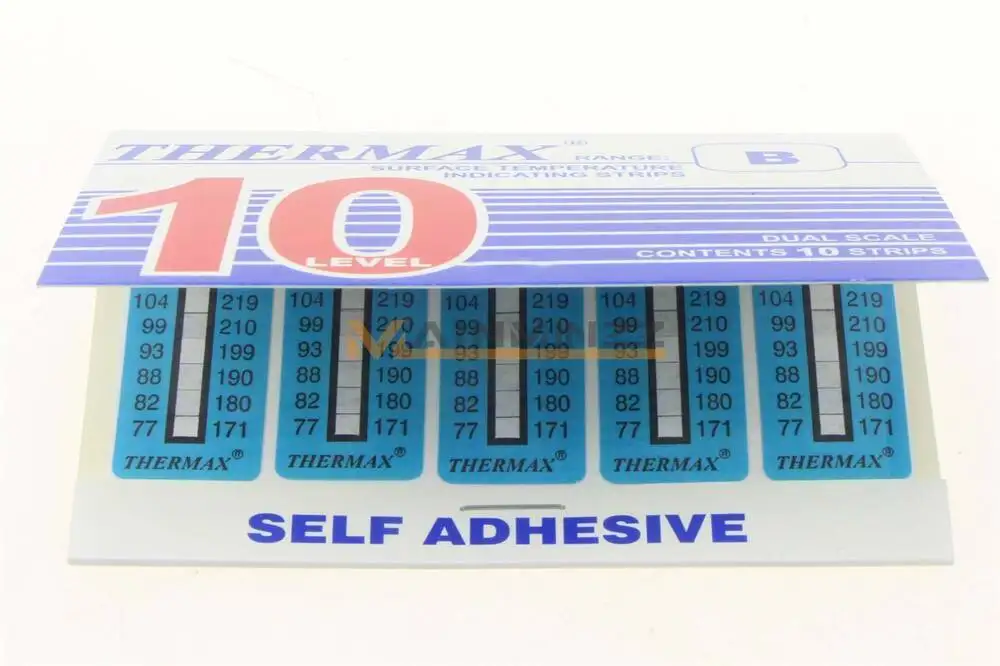 THERMAX ®
RANGE: B
SURFACE TEMPERATURE
INDICATING STRIPS
10
LEVEL
DUAL SCALE
CONTENTS 10 STRIPS
104 219 104 219 104 219 104 219 104 219
99 210 99 210 99 210 99 210 99 210
93 199 93 199 93 199 93 199 93 199
88 190 88 190 88 190 88 190 88 190
82 180 82 180 82 180 82 180 82 180
77 171 77 171 77 171 77 171 77 171
THERMAX® THERMAX® THERMAX® THERMAX® THERMAX®
SELF ADHESIVE